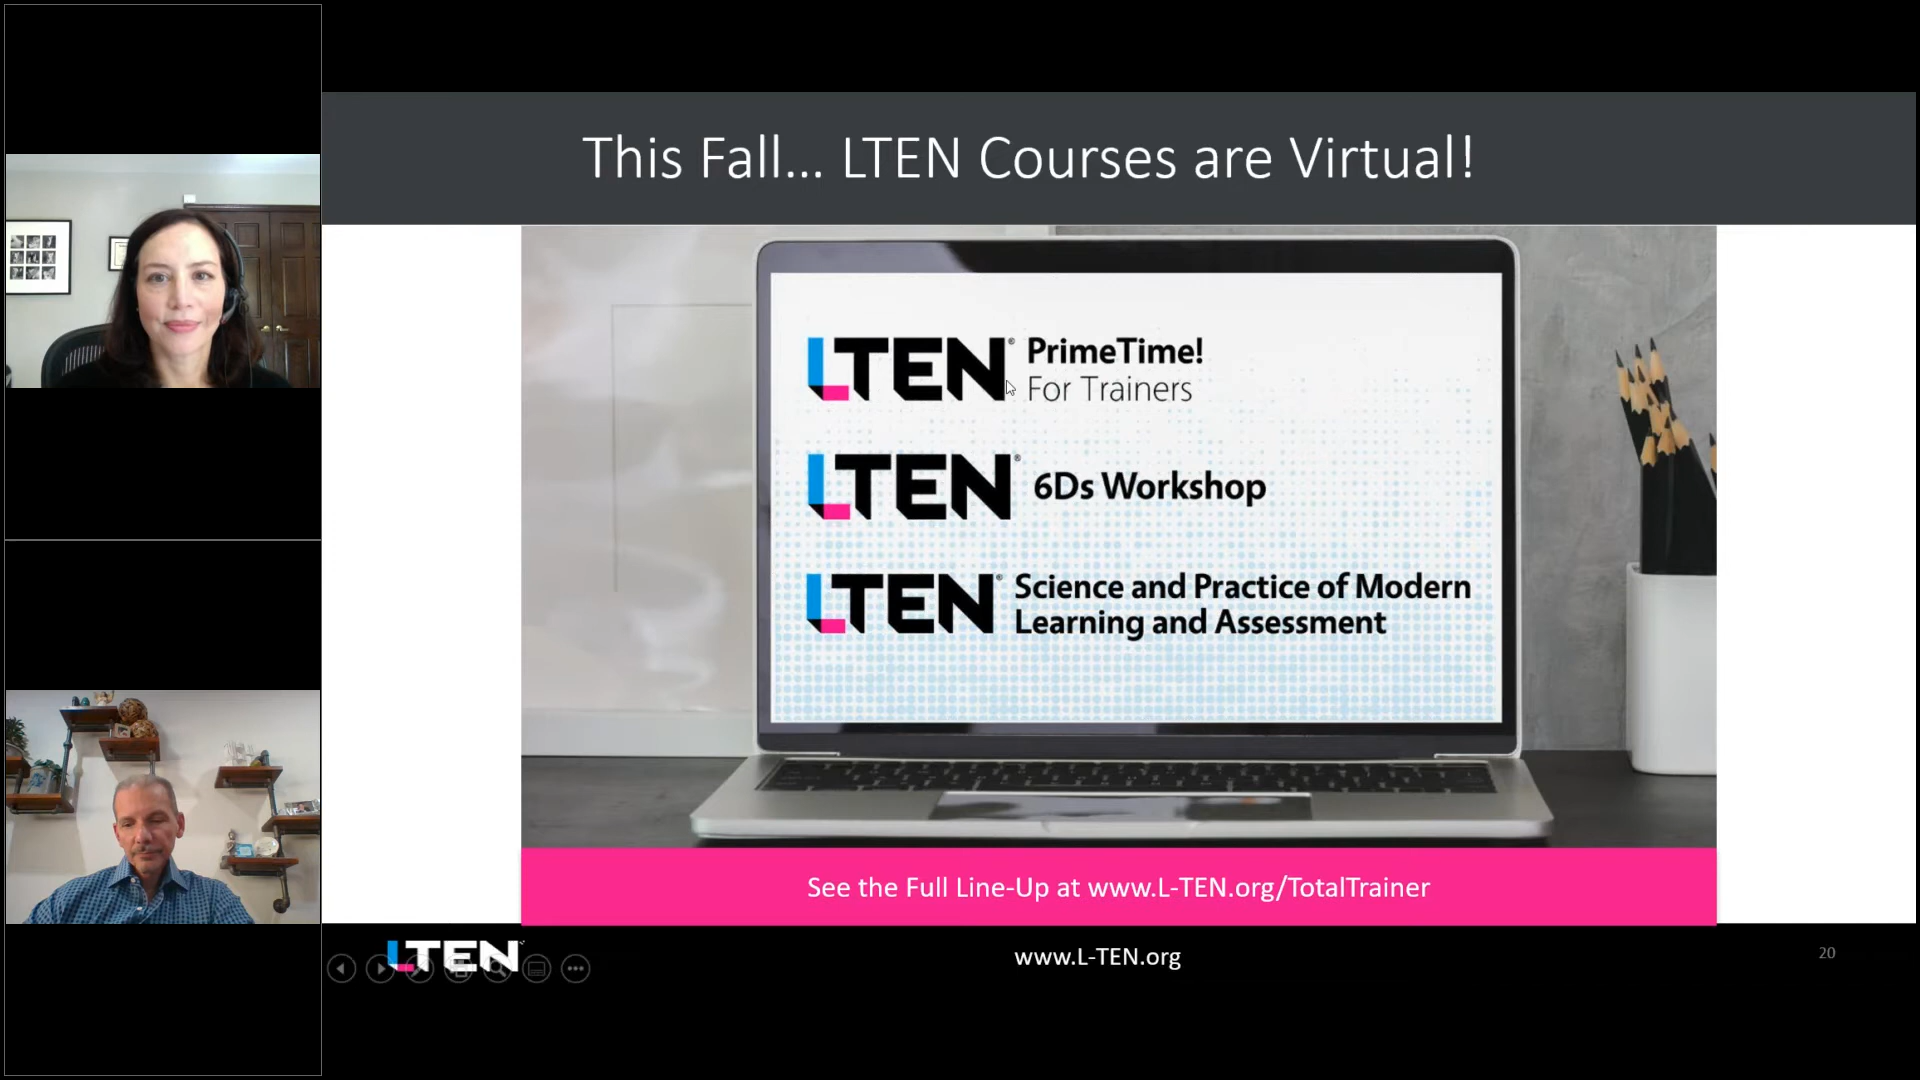 This Fall... LTEN Courses are Virtual!
LTEN® PrimeTime!
For Trainers
LTEN® 6Ds Workshop
LTEN® Science and Practice of Modern
Learning and Assessment
See the Full Line-Up at www.L-TEN.org/TotalTrainer
LTEN
www.L-TEN.org
20